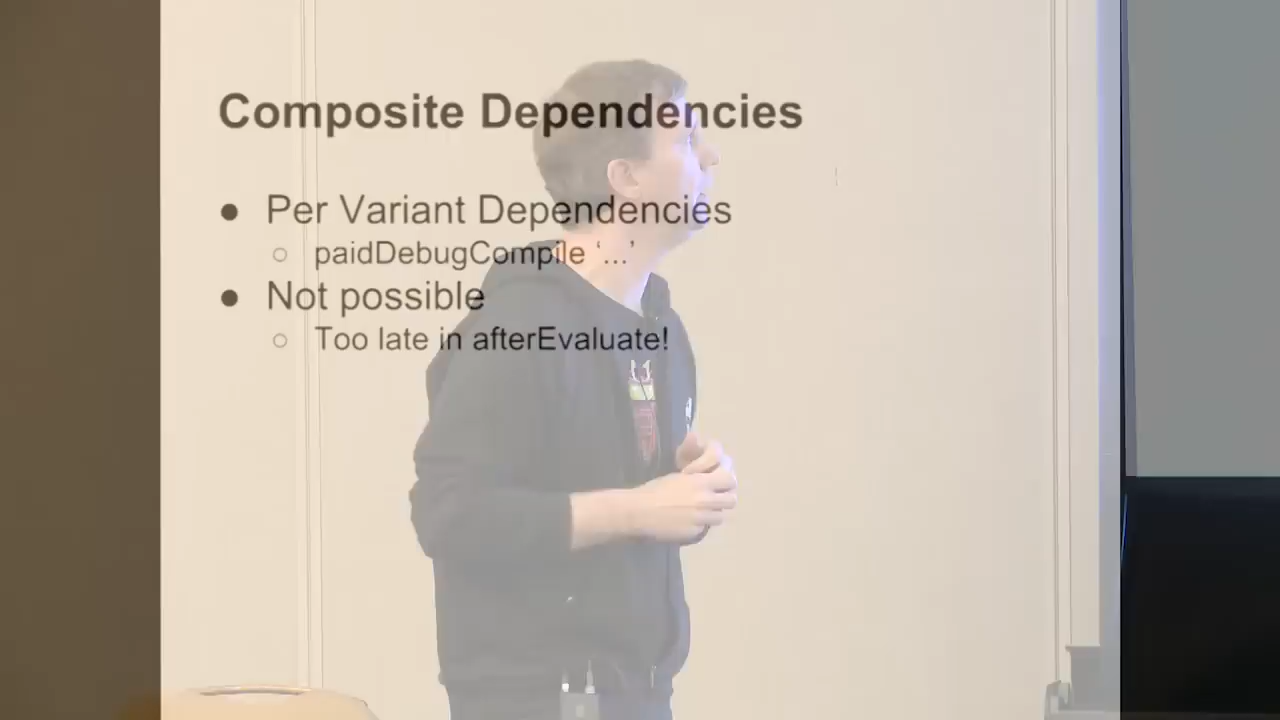 Composite Dependencies
● Per Variant Dependencies
○ paidDebugCompile ‘...’
● Not possible
○ Too late in afterEvaluate!